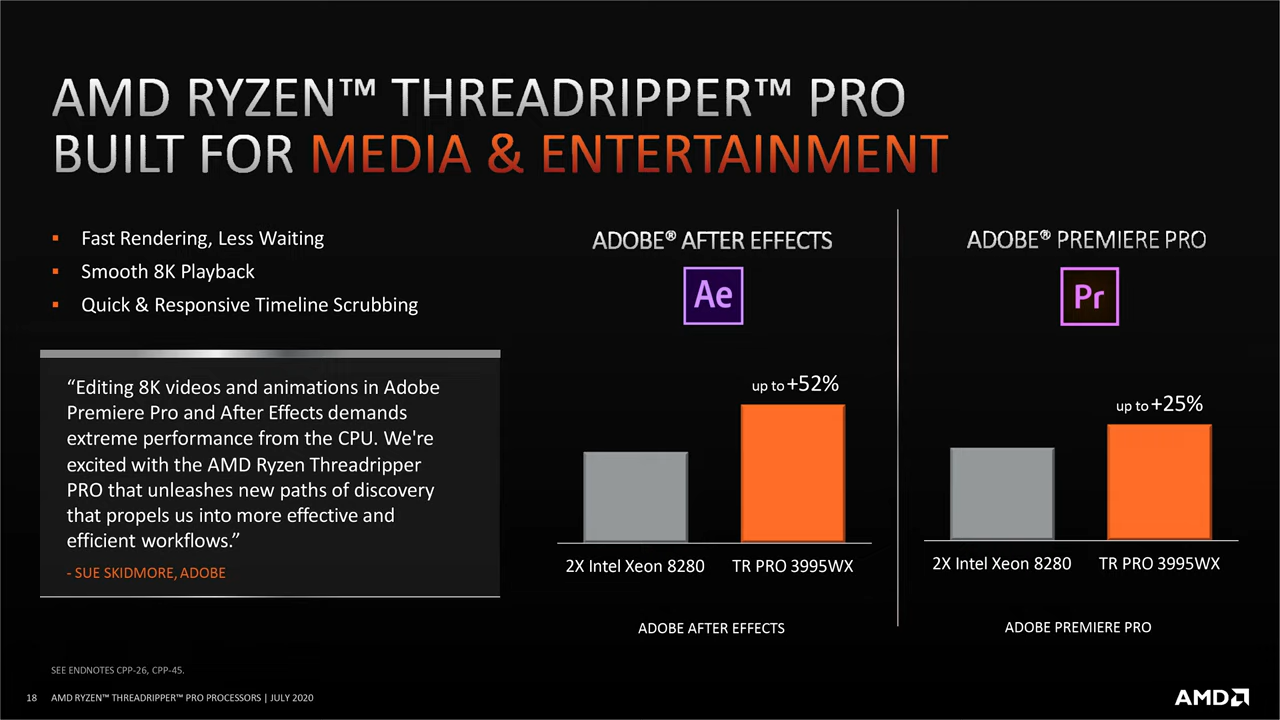 AMD RYZEN™ THREADRIPPER™ PRO
BUILT FOR MEDIA & ENTERTAINMENT
▪ Fast Rendering, Less Waiting
▪ Smooth 8K Playback
▪ Quick & Responsive Timeline Scrubbing
“Editing 8K videos and animations in Adobe
Premiere Pro and After Effects demands
extreme performance from the CPU. We're
excited with the AMD Ryzen Threadripper
PRO that unleashes new paths of discovery
that propels us into more effective and
efficient workflows.”
- SUE SKIDMORE, ADOBE
ADOBE® AFTER EFFECTS
Ae
up to +52%
2X Intel Xeon 8280
TR PRO 3995WX
ADOBE AFTER EFFECTS
ADOBE® PREMIERE PRO
Pr
up to +25%
2X Intel Xeon 8280
TR PRO 3995WX
ADOBE PREMIERE PRO
SEE ENDNOTES CPP-26, CPP-45.
18 AMD RYZEN™ THREADRIPPER™ PRO PROCESSORS | JULY 2020
AMD